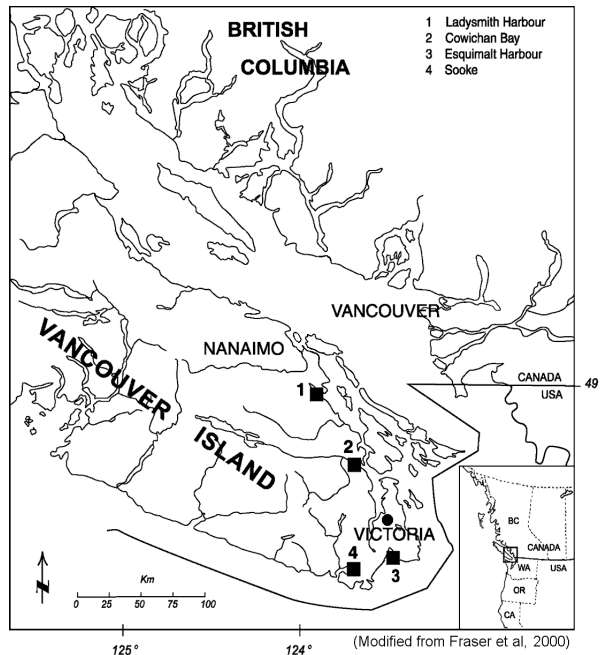 BRITISH
COLUMBIA
1 Ladysmith Harbour
2 Cowichan Bay
3 Esquimalt Harbour
4 Sooke
VANCOUVER
NANAIMO
VANCOUVER
ISLAND
CANADA
49
USA
1
2
VICTORIA
4
3
BC
CANADA
WA
USA
OR
CA
N
Km
0 25 50 75 100
125° 124°
(Modified from Fraser et al, 2000)